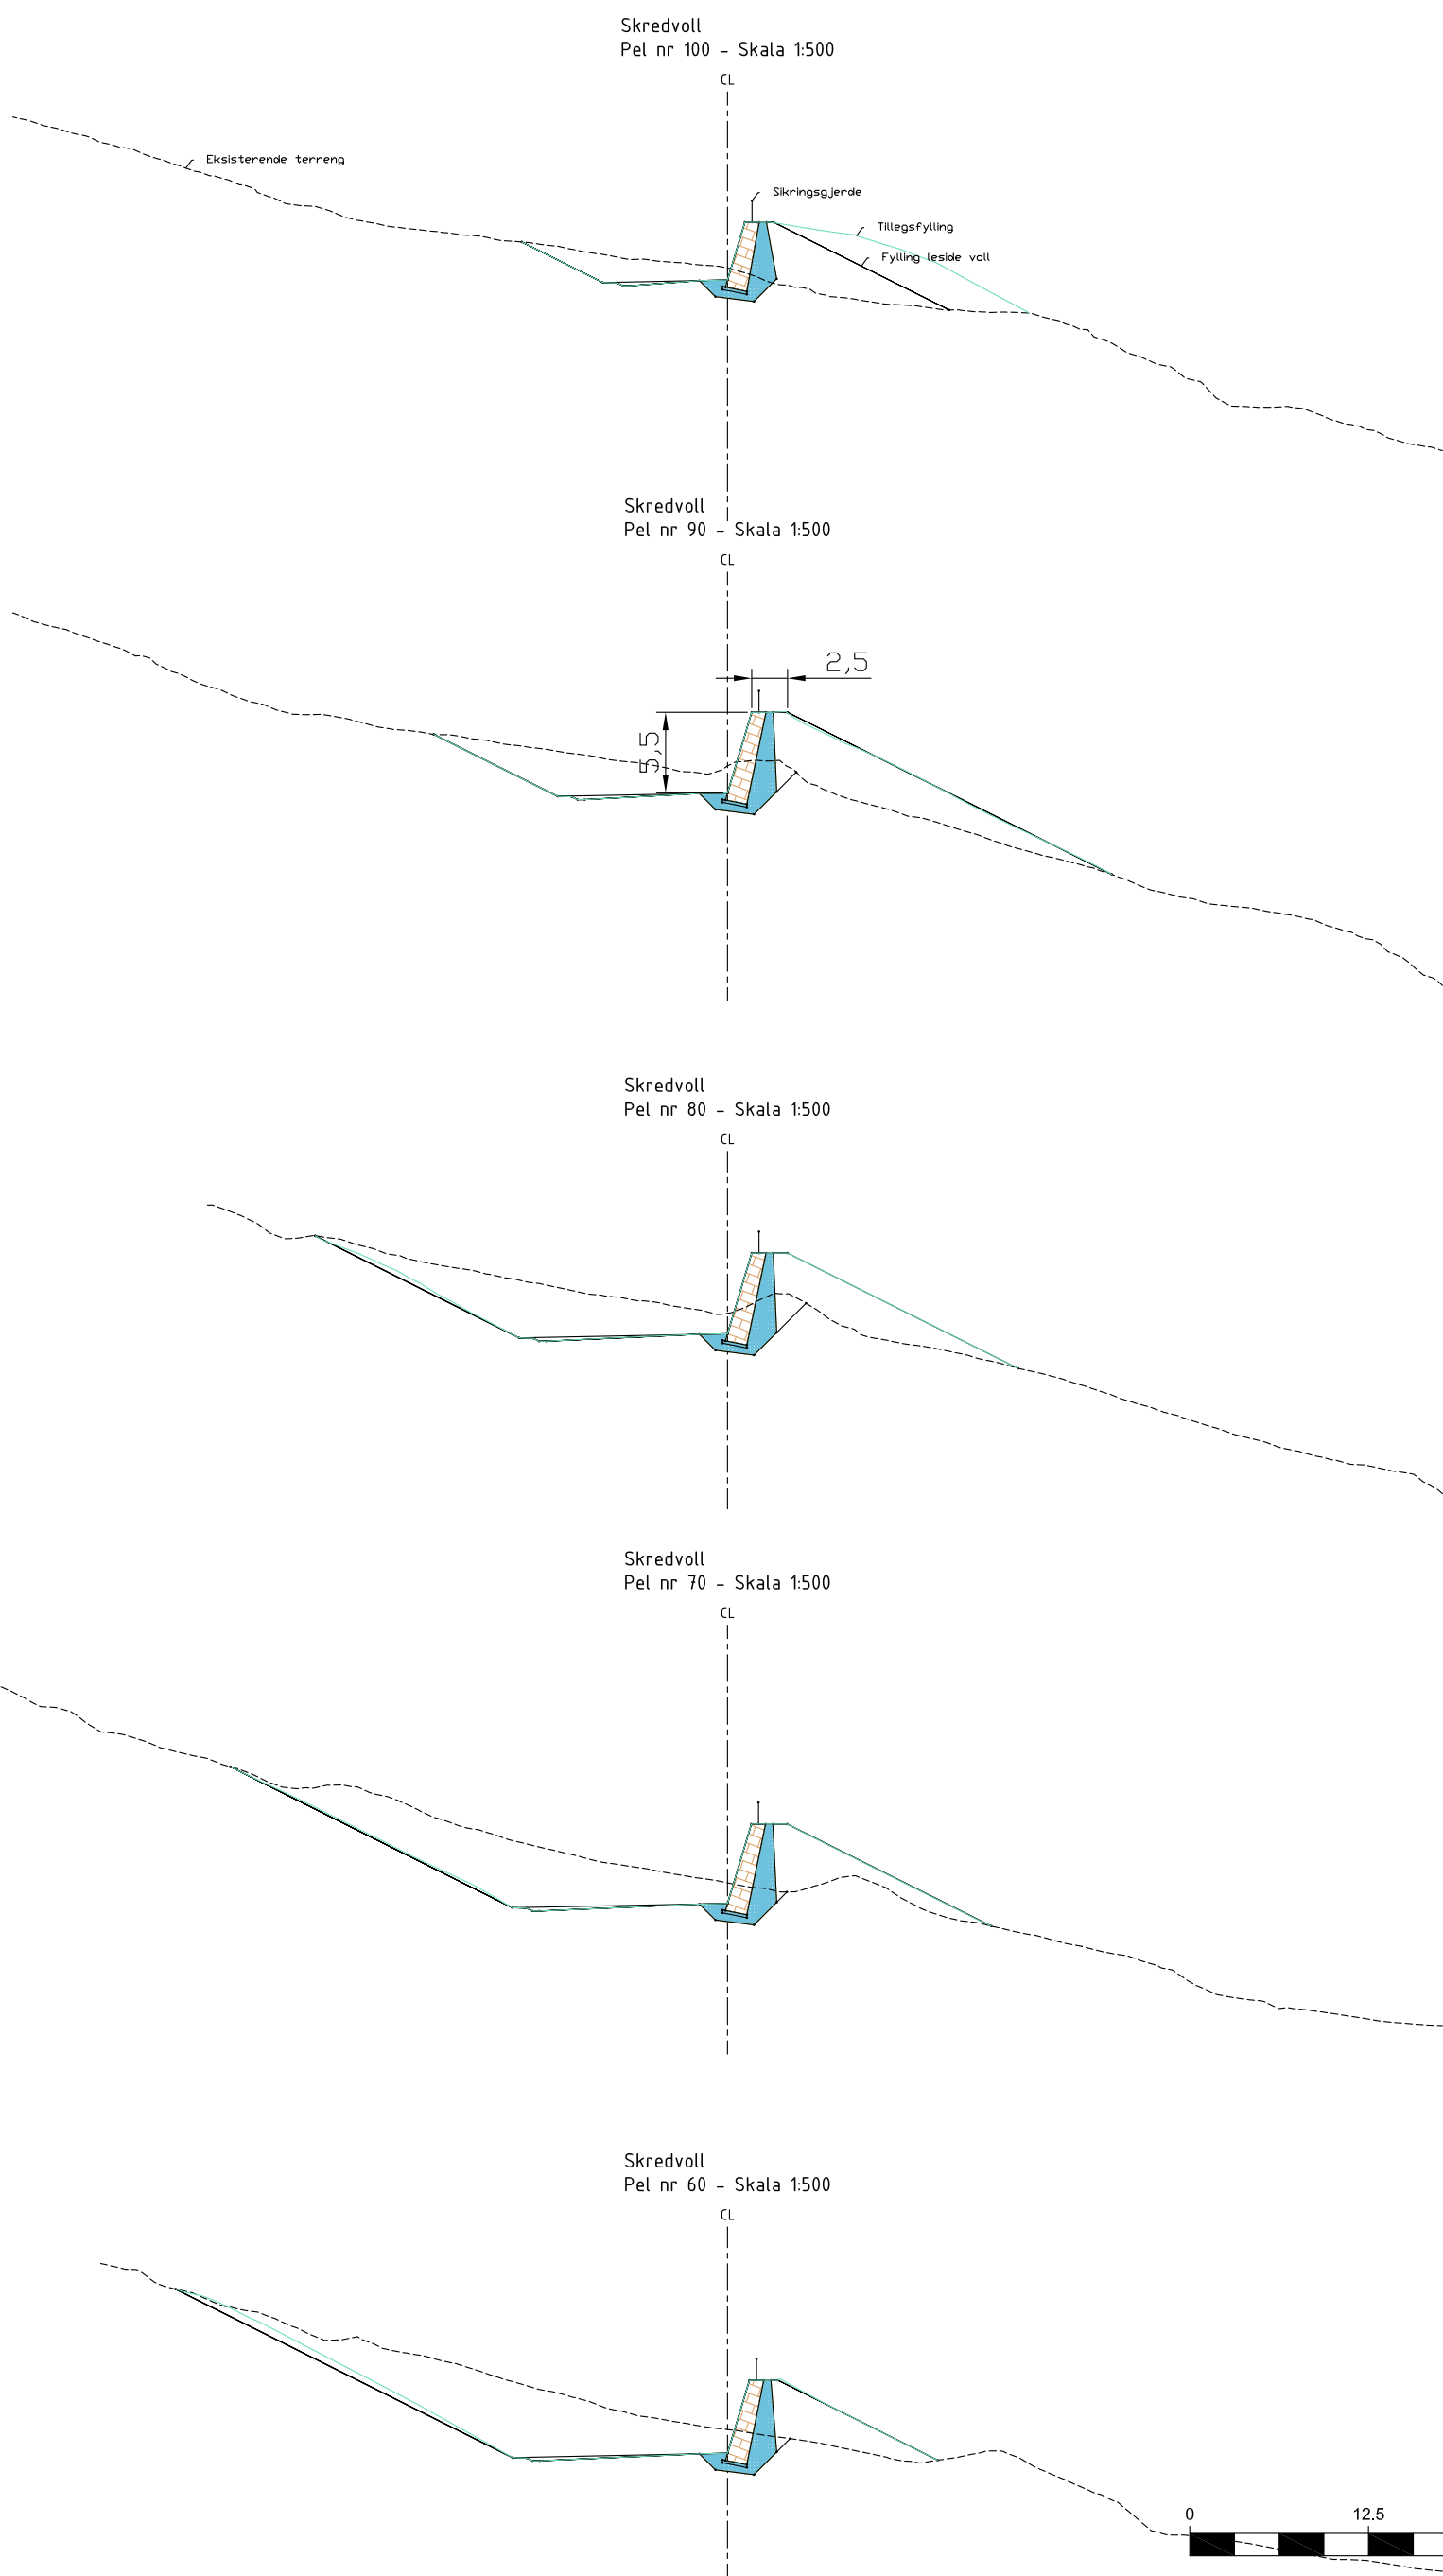 Skredvoll
Pel nr 100 - Skala 1:500
CL
Eksisterende terreng
Sikringsgjerde
Tillegsfylling
Fylling leside voll
Skredvoll
Pel nr 90 - Skala 1:500
CL
2,5
5,5
Skredvoll
Pel nr 80 - Skala 1:500
CL
Skredvoll
Pel nr 70 - Skala 1:500
CL
Skredvoll
Pel nr 60 - Skala 1:500
CL
0 12.5